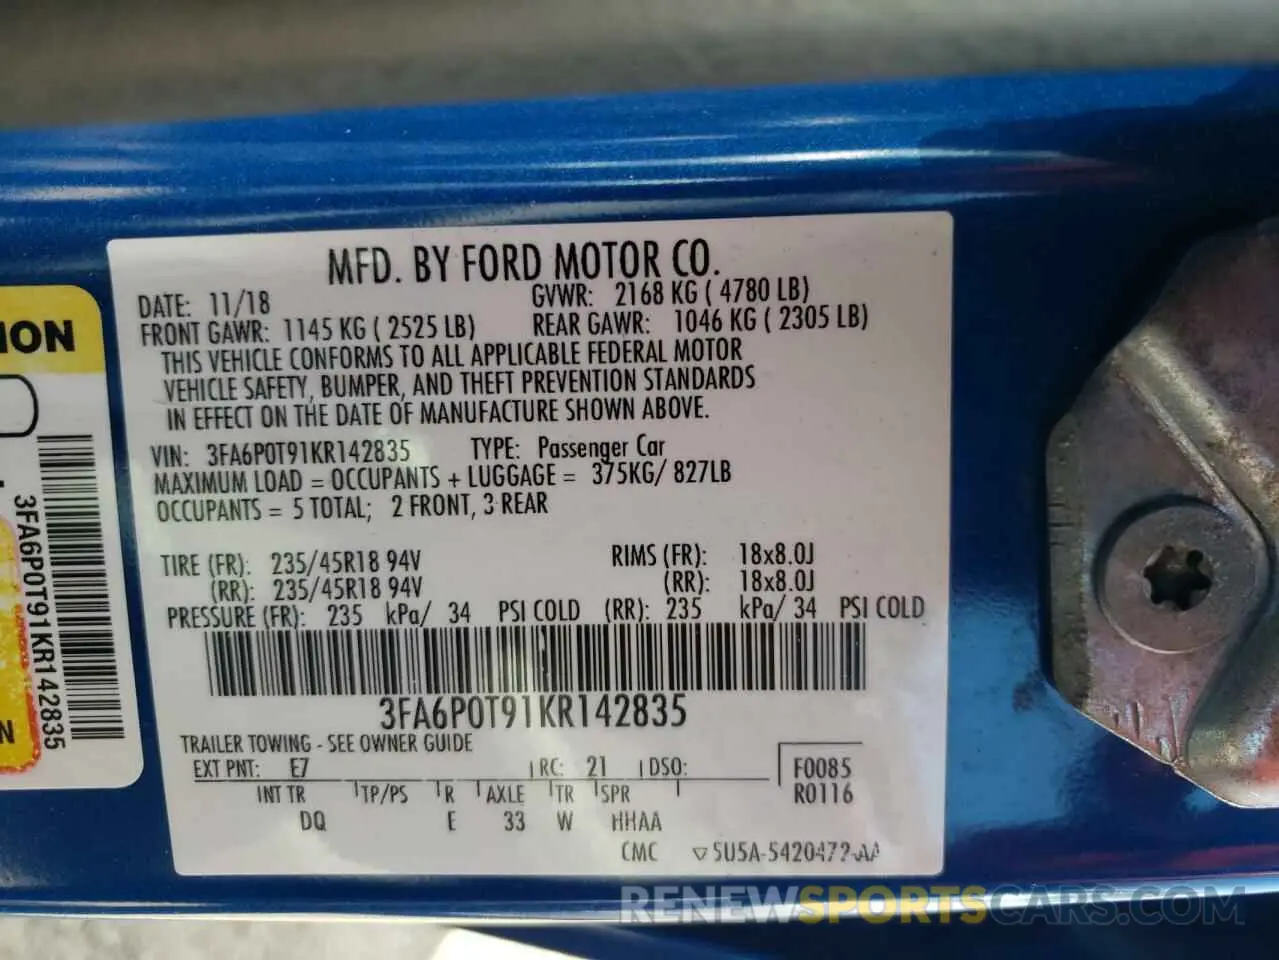 MFD. BY FORD MOTOR CO.
DATE: 11/18 GVWR: 2168 KG ( 4780 LB)
FRONT GAWR: 1145 KG ( 2525 LB) REAR GAWR: 1046 KG ( 2305 LB)
THIS VEHICLE CONFORMS TO ALL APPLICABLE FEDERAL MOTOR
VEHICLE SAFETY, BUMPER, AND THEFT PREVENTION STANDARDS
IN EFFECT ON THE DATE OF MANUFACTURE SHOWN ABOVE.
VIN: 3FA6P0T91KR142835 TYPE: Passenger Car
MAXIMUM LOAD = OCCUPANTS + LUGGAGE = 375KG/ 827LB
OCCUPANTS = 5 TOTAL; 2 FRONT, 3 REAR
TIRE (FR): 235/45R18 94V RIMS (FR): 18x8.0J
(RR): 235/45R18 94V (RR): 18x8.0J
PRESSURE (FR): 235 kPa/ 34 PSI COLD (RR): 235 kPa/ 34 PSI COLD
3FA6P0T91KR142835
TRAILER TOWING - SEE OWNER GUIDE
EXT PNT: E7 RC: 21 DSO: F0085
INT TR TP/PS R AXLE TR SPR R0116
DQ E 33 W HHAA
CMC 5U5A-5420472-AA
ION
3FA6P0T91KR142835
N
RENEWSPORTSCARS.COM